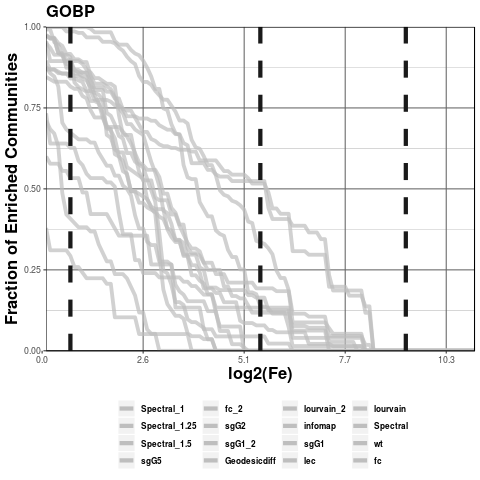 GOBP
1.00
0.75
0.50
0.25
0.00
Fraction of Enriched Communities
0.0 2.6 5.1 7.7 10.3
log2(Fe)
Spectral_1 fc_2 lourvain_2 lourvain
Spectral_1.25 sgG2 infomap Spectral
Spectral_1.5 sgG1_2 sgG1 wt
sgG5 Geodesicdiff lec fc